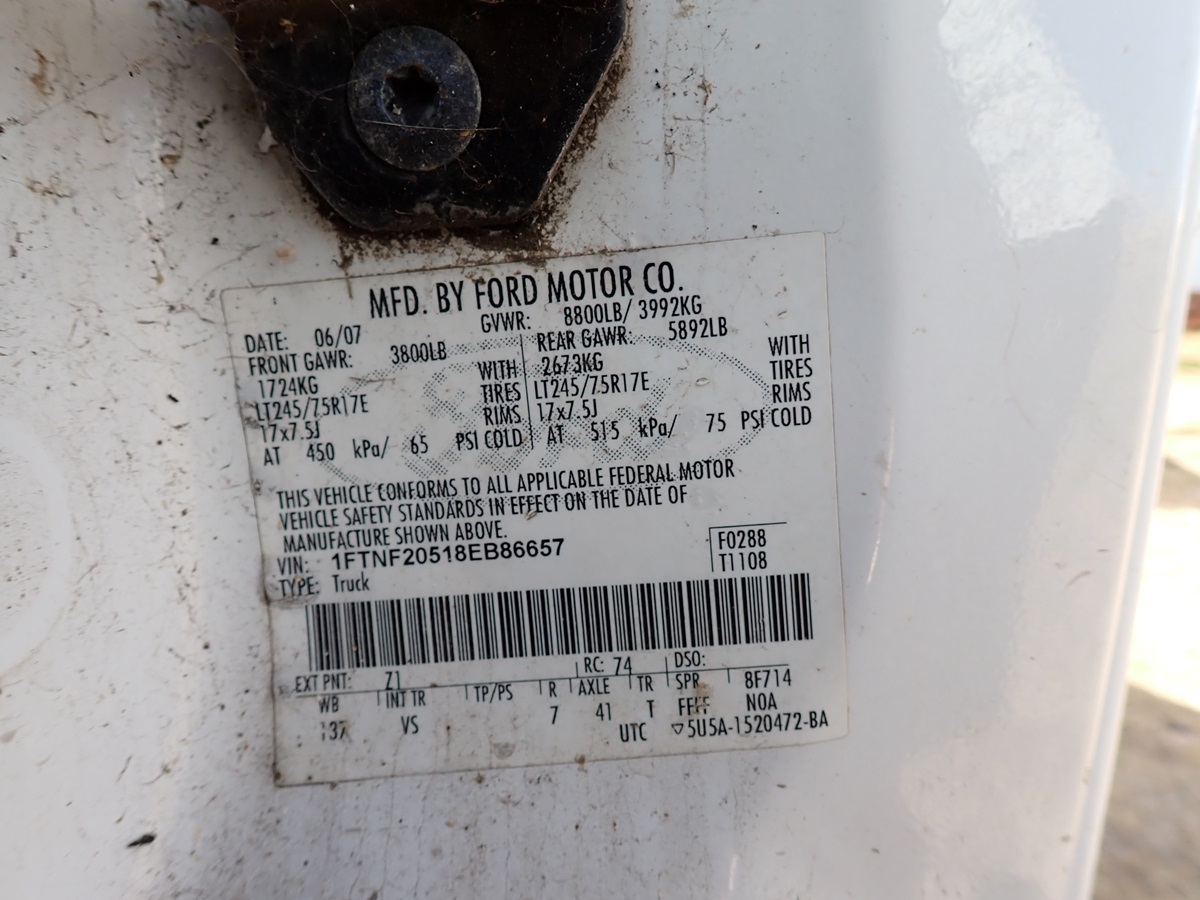 MFD. BY FORD MOTOR CO.
DATE: 06/07 GVWR: 8800LB/ 3992KG
FRONT GAWR: 3800LB REAR GAWR: 5892LB
1724KG WITH 2673KG WITH
LT245/75R17E TIRES LT245/75R17E TIRES
17x7.5J RIMS 17x7.5J RIMS
AT 450 kPa/ 65 PSI COLD AT 515 kPa/ 75 PSI COLD
THIS VEHICLE CONFORMS TO ALL APPLICABLE FEDERAL MOTOR
VEHICLE SAFETY STANDARDS IN EFFECT ON THE DATE OF
MANUFACTURE SHOWN ABOVE.
VIN: 1FTNF20518EB86657 F0288
TYPE: Truck T1108
EXT PNT: Z1 RC: 74 DSO:
WB INT TR TP/PS R AXLE TR SPR 8F714
137 VS 7 41 T FFFF NOA
UTC ▽5U5A-1520472-BA